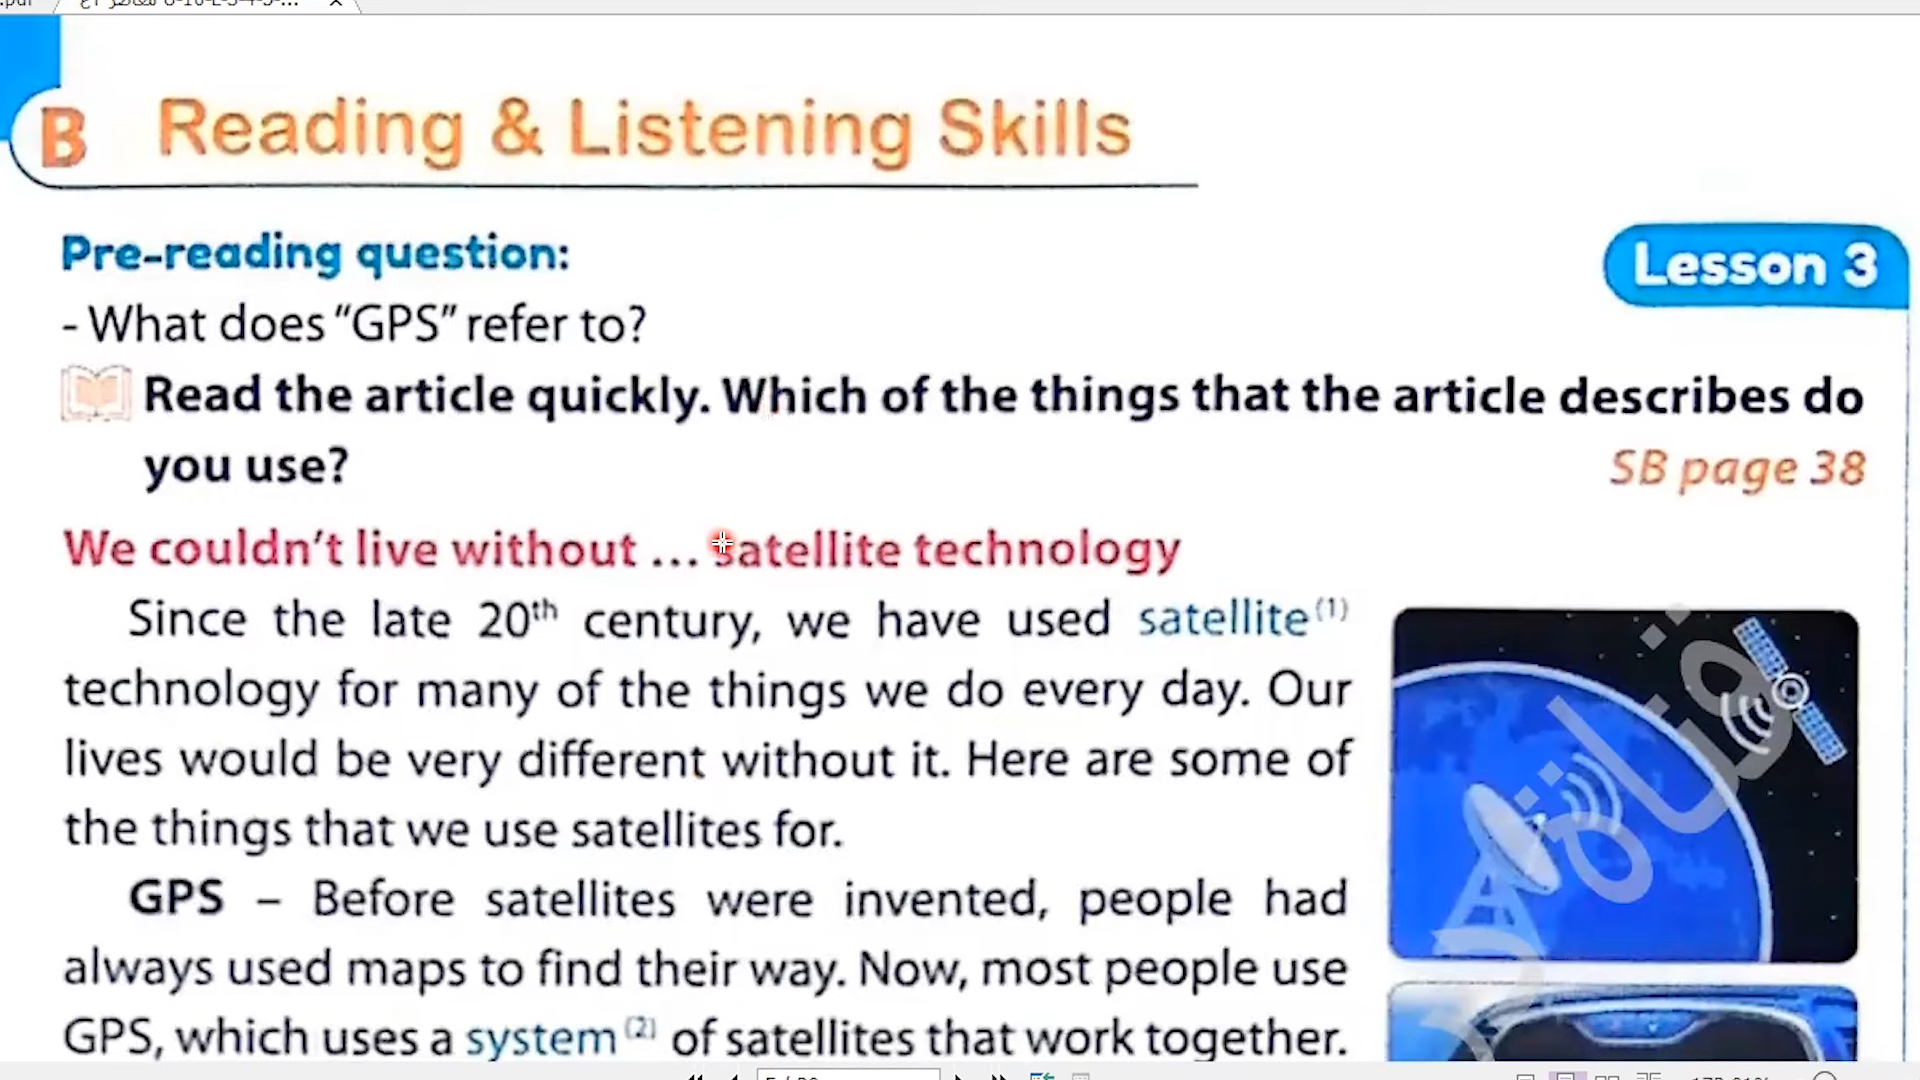 B Reading & Listening Skills
Pre-reading question:
Lesson 3
- What does “GPS” refer to?
Read the article quickly. Which of the things that the article describes do
you use?
SB page 38
We couldn’t live without ... satellite technology
Since the late 20th century, we have used satellite(1)
technology for many of the things we do every day. Our
lives would be very different without it. Here are some of
the things that we use satellites for.
GPS – Before satellites were invented, people had
always used maps to find their way. Now, most people use
GPS, which uses a system(2) of satellites that work together.
قناة